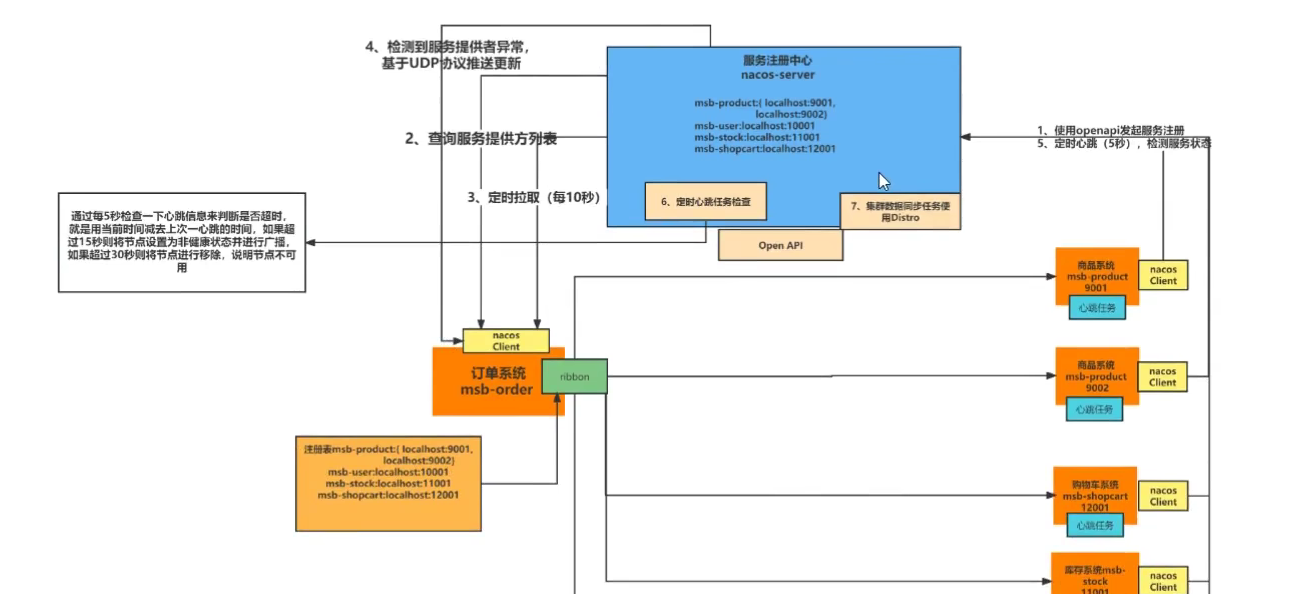 4、检测到服务提供者异常，
基于UDP协议推送更新
服务注册中心
nacos-server
msb-product:{ localhost:9001,
localhost:9002}
msb-user:localhost:10001
msb-stock:localhost:11001
msb-shopcart:localhost:12001
2、查询服务提供方列表
1、使用openapi发起服务注册
5、定时心跳（5秒），检测服务状态
3、定时拉取（每10秒）
6、定时心跳任务检查
7、集群数据同步任务使
用Distro
Open API
通过每5秒检查一下心跳信息来判断是否超时，
就是用当前时间减去上次一心跳的时间，如果超
过15秒则将节点设置为非健康状态并进行广播，
如果超过30秒则将节点进行移除，说明节点不可
用
商品系统
msb-product
9001
nacos
Client
心跳任务
nacos
Client
订单系统
msb-order
ribbon
商品系统
msb-product
9002
nacos
Client
心跳任务
注册表msb-product:{ localhost:9001,
localhost:9002}
msb-user:localhost:10001
msb-stock:localhost:11001
msb-shopcart:localhost:12001
购物车系统
msb-shopcart
12001
nacos
Client
心跳任务
库存系统msb-
stock
11001
nacos
Client